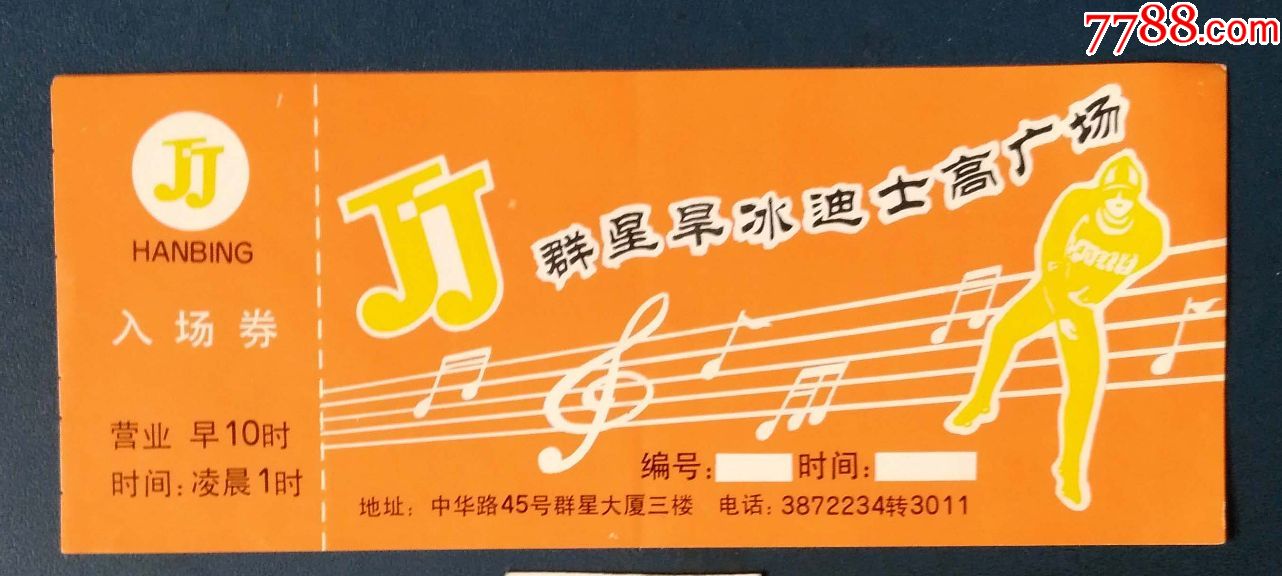 7788.com
JJ
HANBING
入场券
营业 早10时
时间：凌晨1时
JJ
群星旱冰迪士高广场
编号：
时间：
地址：中华路45号群星大厦三楼 电话：3872234转3011